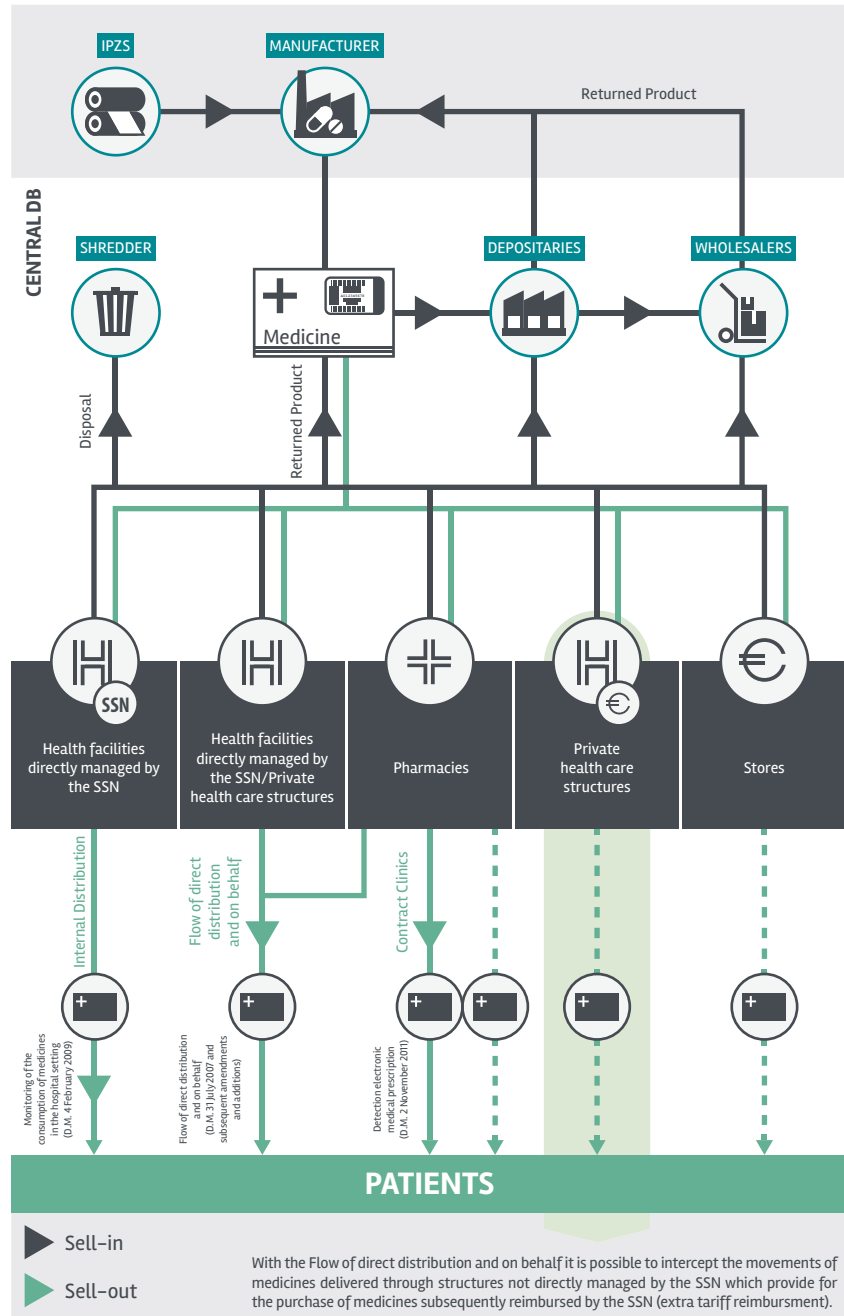 IPZS
MANUFACTURER
Returned Product
CENTRAL DB
SHREDDER
DEPOSITARIES
WHOLESALERS
Medicine
Disposal
Returned Product
SSN
Health facilities
directly managed by
the SSN
Health facilities
directly managed by
the SSN/Private
health care structures
Pharmacies
Private
health care
structures
Stores
Internal Distribution
Flow of direct
distribution
and on behalf
Contract Clinics
Monitoring of the
consumption of medicines
in the hospital setting
(D.M. 4 February 2009)
Flow of direct distribution
and on behalf
(D.M. 31 July 2007 and
subsequent amendments
and additions)
Detection electronic
medical prescription
(D.M. 2 November 2011)
PATIENTS
Sell-in
Sell-out
With the Flow of direct distribution and on behalf it is possible to intercept the movements of
medicines delivered through structures not directly managed by the SSN which provide for
the purchase of medicines subsequently reimbursed by the SSN (extra tariff reimbursment).